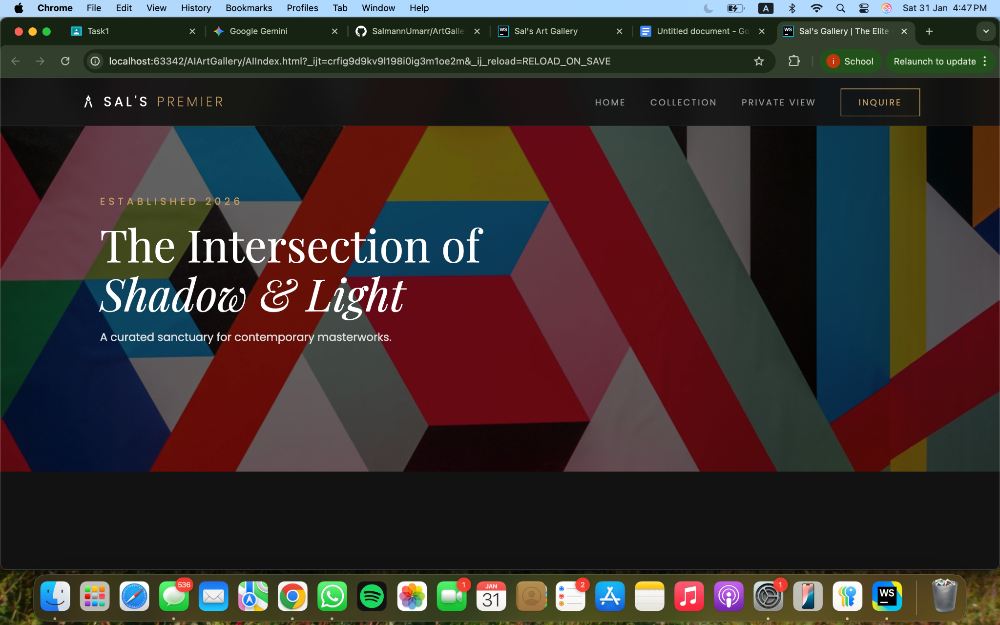 Chrome File Edit View History Bookmarks Profiles Tab Window Help A Sat 31 Jan 4:47 PM
Task1 Google Gemini SalmannUmarr/ArtGalle Sal's Art Gallery Untitled document - Go Sal's Gallery | The Elite
localhost:63342/AIArtGallery/AIIndex.html?_ijt=crfig9d9kv9l198i0ig3m1oe2m&_ij_reload=RELOAD_ON_SAVE i School Relaunch to update
SAL'S PREMIER HOME COLLECTION PRIVATE VIEW INQUIRE
ESTABLISHED 2026
The Intersection of
Shadow & Light
A curated sanctuary for contemporary masterworks.
536 1 JAN 2 1
31 WS